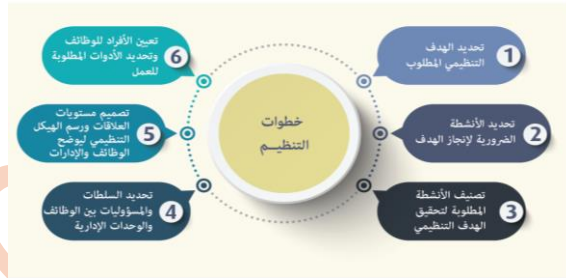 خطوات
التنظيـــم
1
تحديد الهدف
التنظيمي المطلوب
2
تحديد الأنشطة
الضرورية لإنجاز الهدف
3
تصنيف الأنشطة
المطلوبة لتحقيق
الهدف التنظيمي
4
تحديد السلطات
والمسؤوليات بين الوظائف
والوحدات الإدارية
5
تصميم مستويات
العلاقات ورسم الهيكل
التنظيمي ليوضح
الوظائف والإدارات
6
تعيين الأفراد للوظائف
وتحديد الأدوات المطلوبة
للعمل